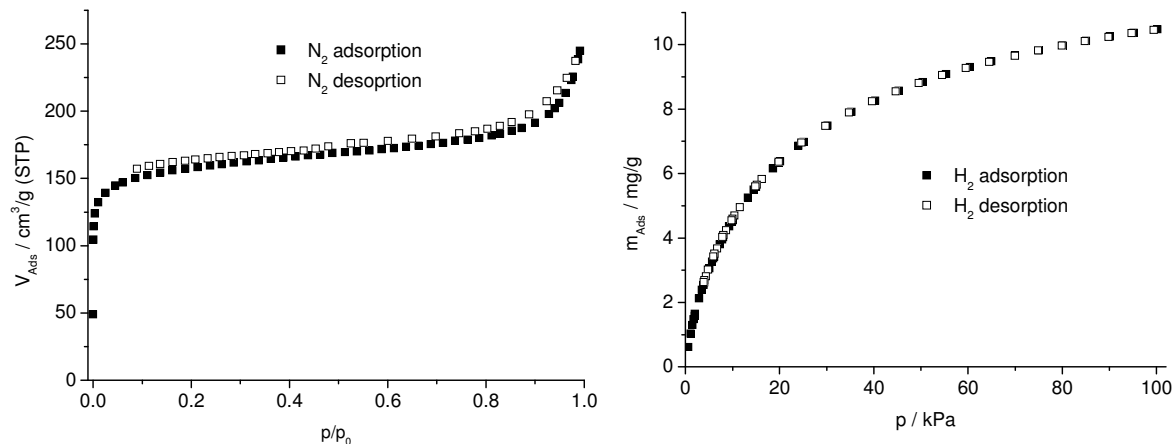 V_Ads / cm³/g (STP)
250
200
150
100
50
0
N₂ adsorption
N₂ desoprtion
0.0 0.2 0.4 0.6 0.8 1.0
p/p₀
m_Ads / mg/g
10
8
6
4
2
0
H₂ adsorption
H₂ desorption
0 20 40 60 80 100
p / kPa